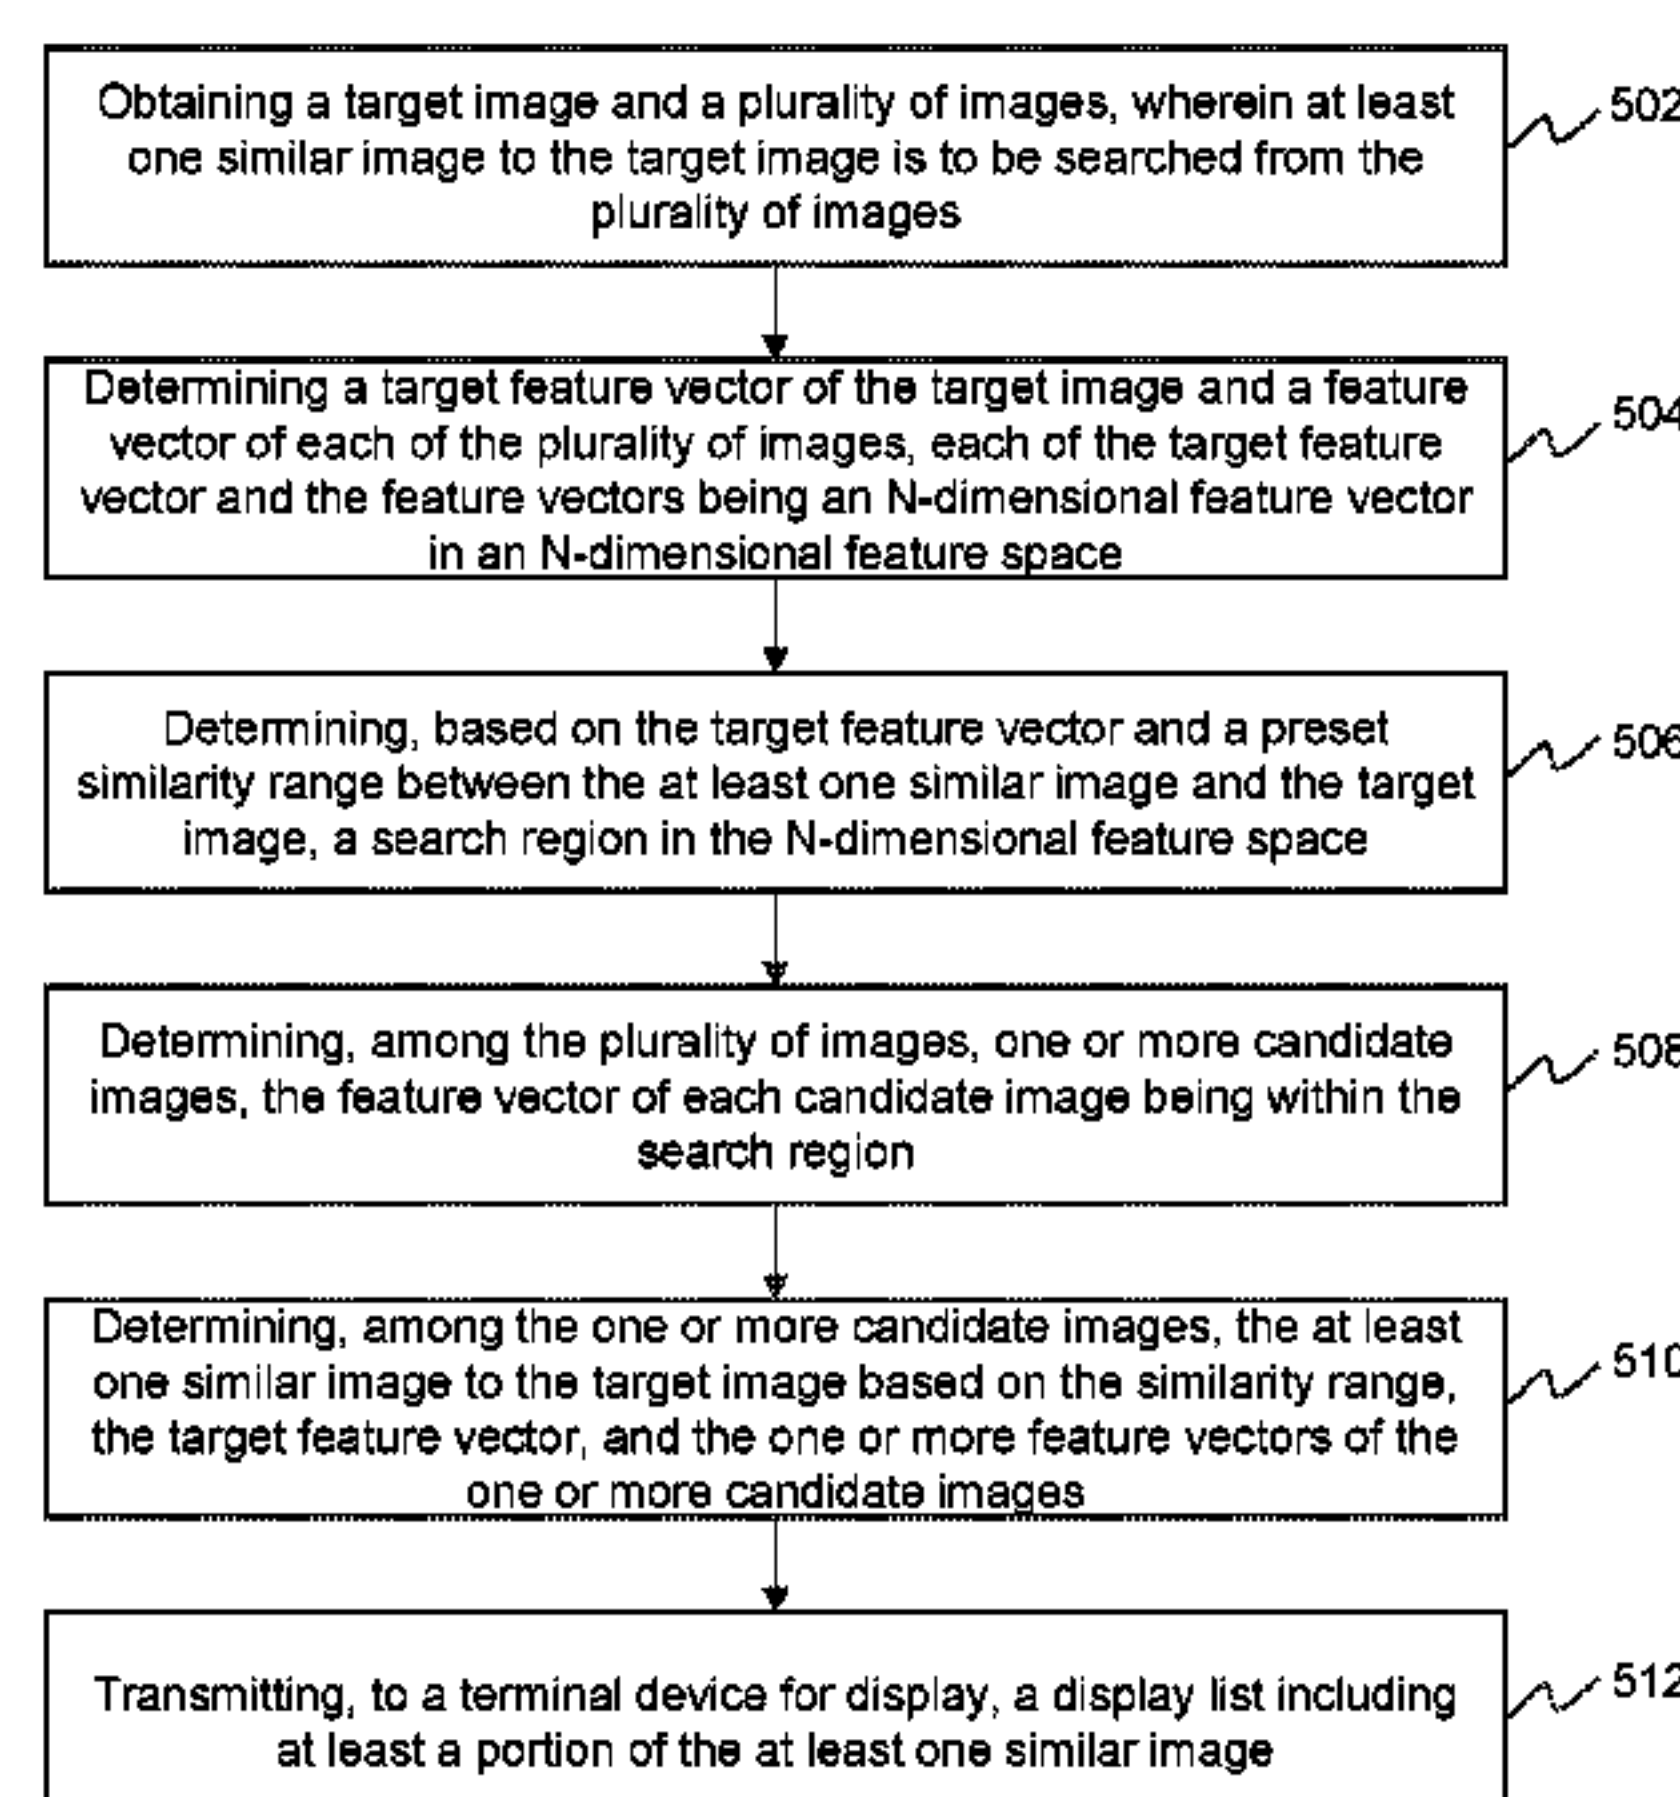 Obtaining a target image and a plurality of images, wherein at least
one similar image to the target image is to be searched from the
plurality of images
502
Determining a target feature vector of the target image and a feature
vector of each of the plurality of images, each of the target feature
vector and the feature vectors being an N-dimensional feature vector
in an N-dimensional feature space
504
Determining, based on the target feature vector and a preset
similarity range between the at least one similar image and the target
image, a search region in the N-dimensional feature space
506
Determining, among the plurality of images, one or more candidate
images, the feature vector of each candidate image being within the
search region
508
Determining, among the one or more candidate images, the at least
one similar image to the target image based on the similarity range,
the target feature vector, and the one or more feature vectors of the
one or more candidate images
510
Transmitting, to a terminal device for display, a display list including
at least a portion of the at least one similar image
512